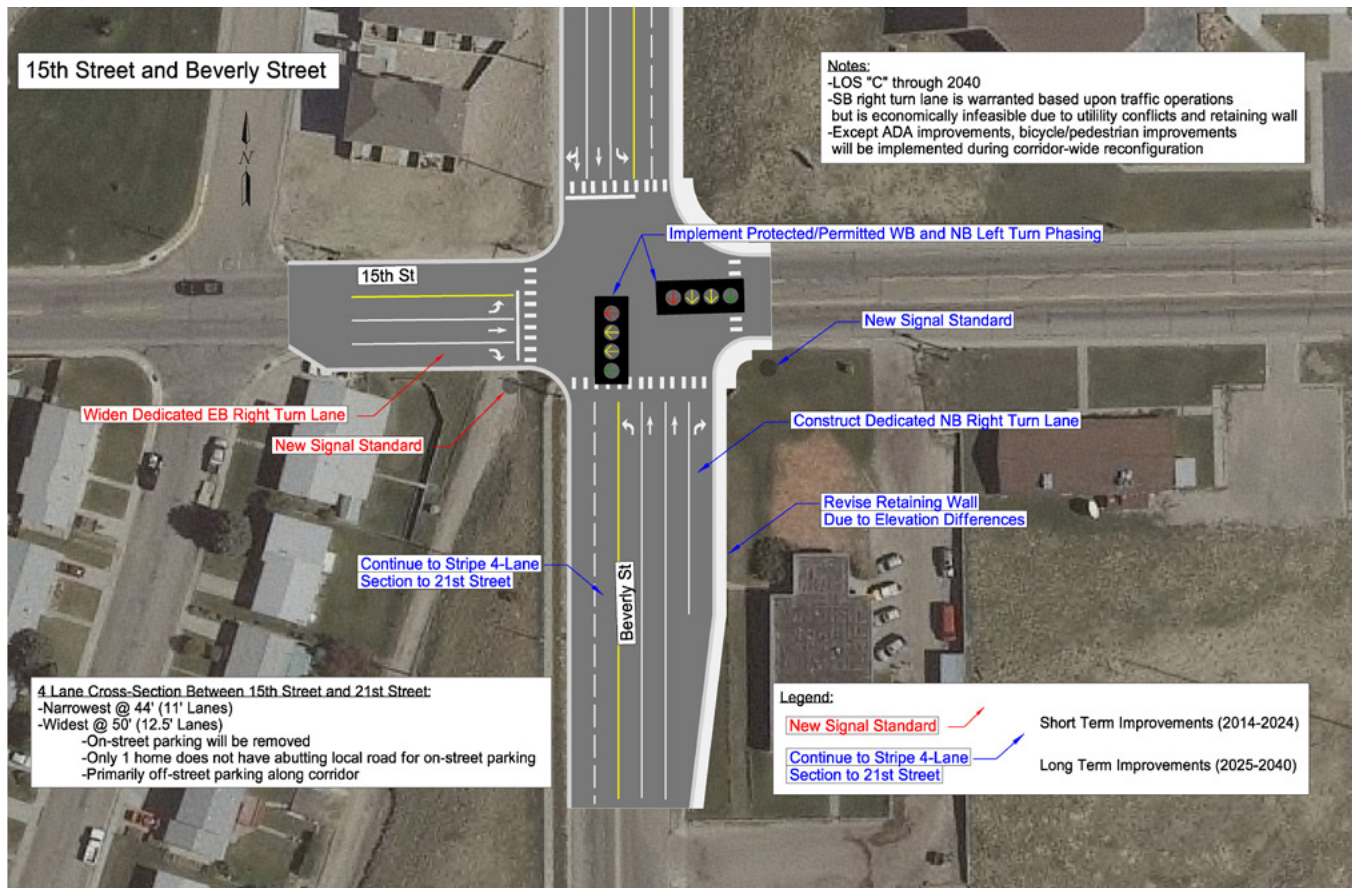 15th Street and Beverly Street
N
Notes:
-LOS "C" through 2040
-SB right turn lane is warranted based upon traffic operations
but is economically infeasible due to utilility conflicts and retaining wall
-Except ADA improvements, bicycle/pedestrian improvements
will be implemented during corridor-wide reconfiguration
Implement Protected/Permitted WB and NB Left Turn Phasing
15th St
New Signal Standard
Widen Dedicated EB Right Turn Lane
New Signal Standard
Construct Dedicated NB Right Turn Lane
Revise Retaining Wall
Due to Elevation Differences
Continue to Stripe 4-Lane
Section to 21st Street
Beverly St
4 Lane Cross-Section Between 15th Street and 21st Street:
-Narrowest @ 44' (11' Lanes)
-Widest @ 50' (12.5' Lanes)
-On-street parking will be removed
-Only 1 home does not have abutting local road for on-street parking
-Primarily off-street parking along corridor
Legend:
New Signal Standard
Short Term Improvements (2014-2024)
Continue to Stripe 4-Lane
Section to 21st Street
Long Term Improvements (2025-2040)